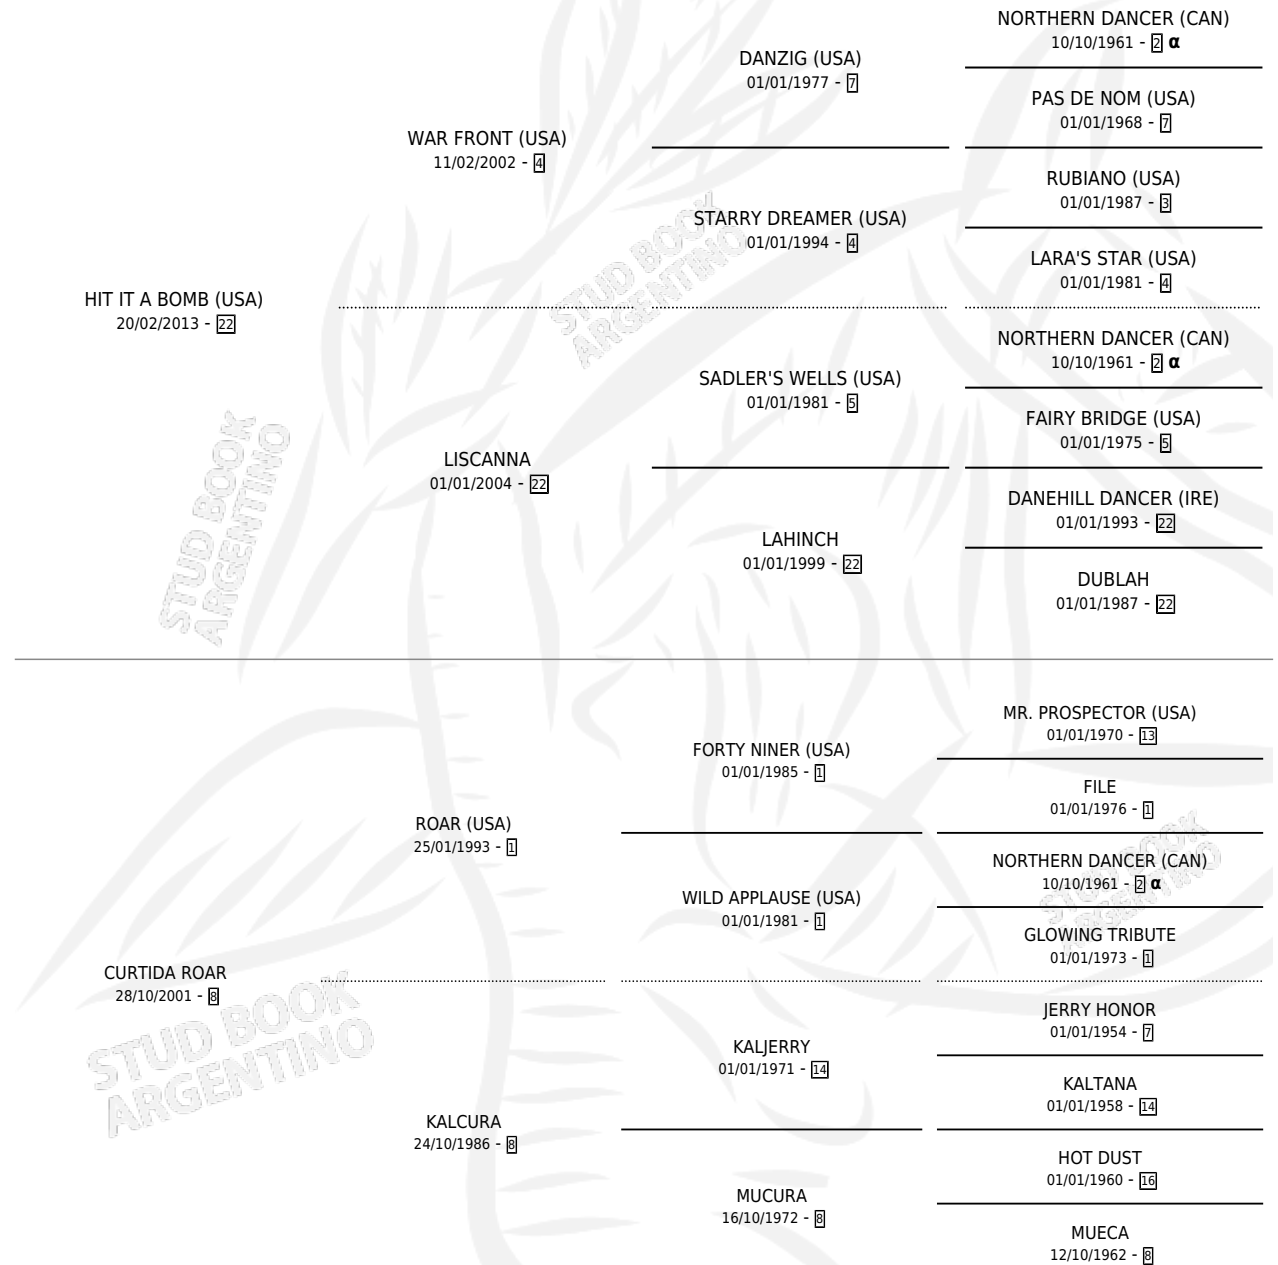 NORTHERN DANCER (CAN)
10/10/1961 - 2 α
DANZIG (USA)
01/01/1977 - 7
PAS DE NOM (USA)
01/01/1968 - 7
WAR FRONT (USA)
11/02/2002 - 4
RUBIANO (USA)
01/01/1987 - 3
STARRY DREAMER (USA)
01/01/1994 - 4
LARA'S STAR (USA)
01/01/1981 - 4
HIT IT A BOMB (USA)
20/02/2013 - 22
NORTHERN DANCER (CAN)
10/10/1961 - 2 α
SADLER'S WELLS (USA)
01/01/1981 - 5
FAIRY BRIDGE (USA)
01/01/1975 - 5
LISCANNA
01/01/2004 - 22
DANEHILL DANCER (IRE)
01/01/1993 - 22
LAHINCH
01/01/1999 - 22
DUBLAH
01/01/1987 - 22
MR. PROSPECTOR (USA)
01/01/1970 - 13
FORTY NINER (USA)
01/01/1985 - 1
FILE
01/01/1976 - 1
ROAR (USA)
25/01/1993 - 1
NORTHERN DANCER (CAN)
10/10/1961 - 2 α
WILD APPLAUSE (USA)
01/01/1981 - 1
GLOWING TRIBUTE
01/01/1973 - 1
CURTIDA ROAR
28/10/2001 - 8
JERRY HONOR
01/01/1954 - 7
KALJERRY
01/01/1971 - 14
KALTANA
01/01/1958 - 14
KALCURA
24/10/1986 - 8
HOT DUST
01/01/1960 - 16
MUCURA
16/10/1972 - 8
MUECA
12/10/1962 - 8
STUD BOOK
ARGENTINO
STUD BOOK
ARGENTINO
STUD BOOK
ARGENTINO
STUD BOOK
ARGENTINO